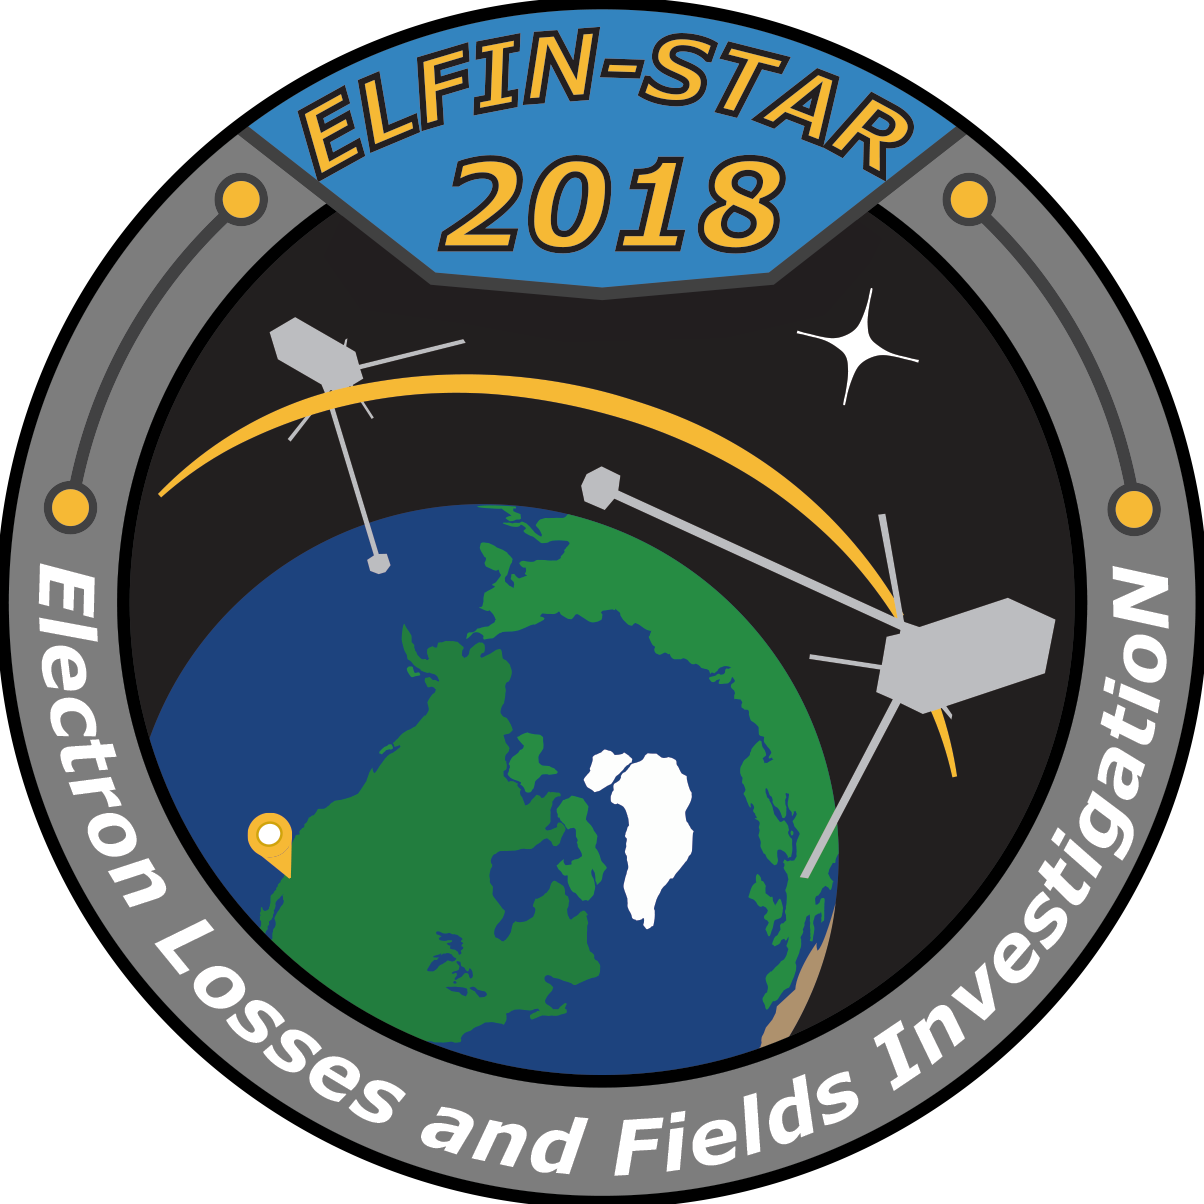 ELFIN-STAR
2018
Electron Losses and Fields InvestigatioN